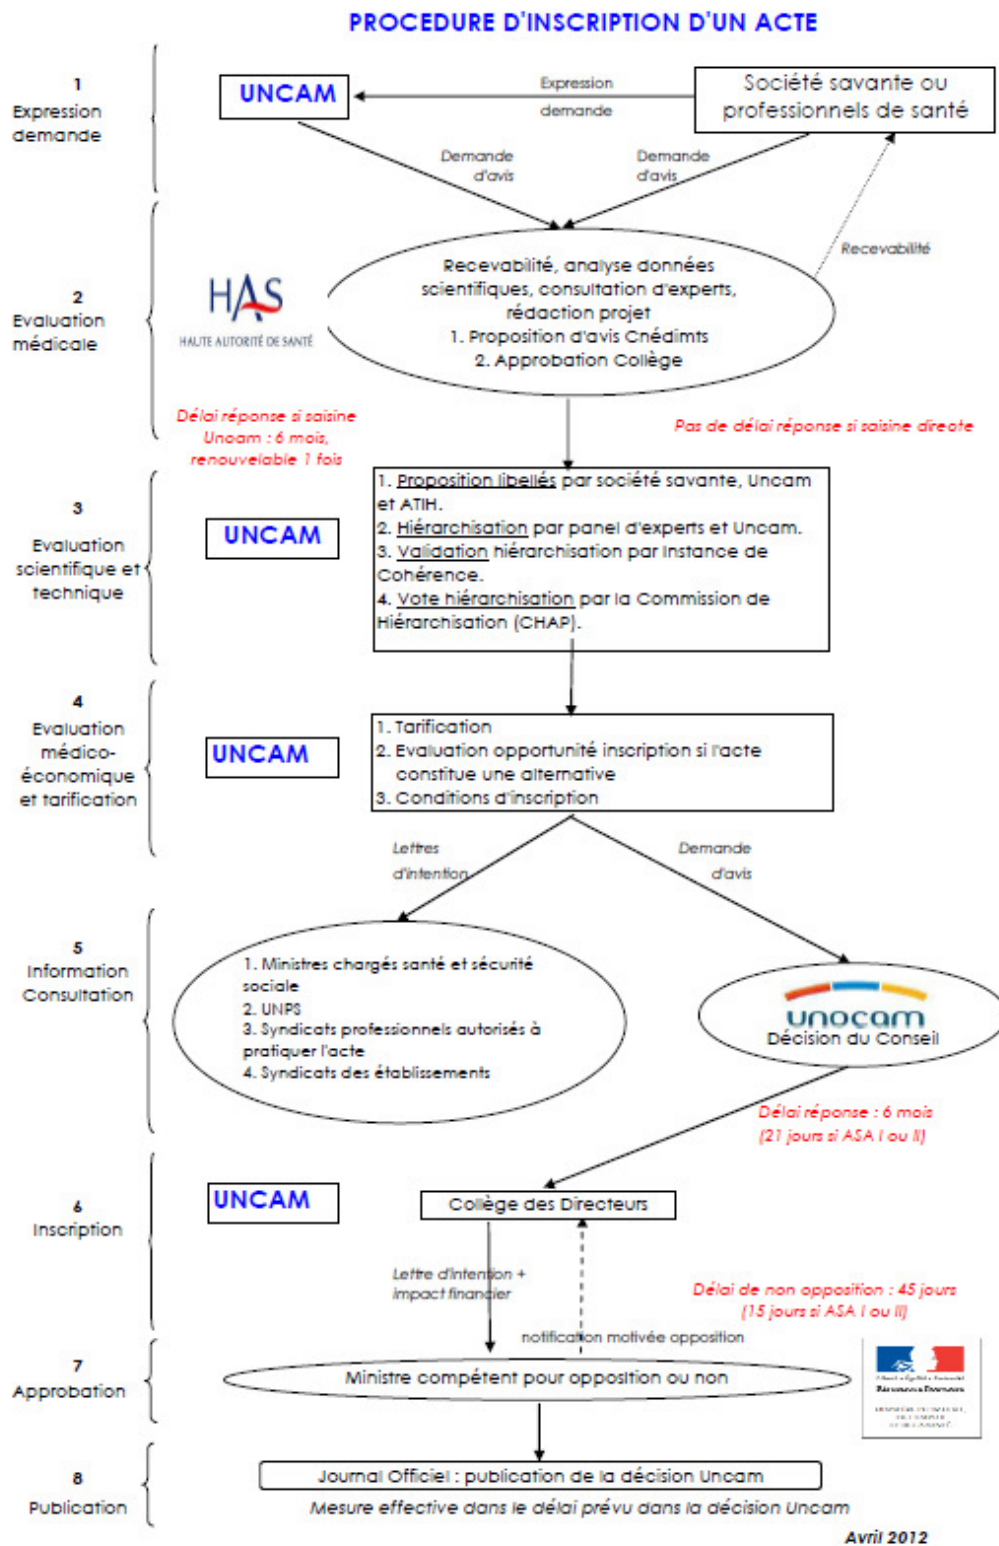 PROCEDURE D'INSCRIPTION D'UN ACTE
1
Expression
demande
UNCAM
Expression
demande
Société savante ou
professionnels de santé
Demande
d'avis
Demande
d'avis
Recevabilité
2
Evaluation
médicale
HAS
HAUTE AUTORITÉ DE SANTÉ
Recevabilité, analyse données
scientifiques, consultation d'experts,
rédaction projet
1. Proposition d'avis Cnédimts
2. Approbation Collège
Délai réponse si saisine
Uncam : 6 mois,
renouvelable 1 fois
Pas de délai réponse si saisine directe
3
Evaluation
scientifique et
technique
UNCAM
1. Proposition libellés par société savante, Uncam
et ATIH.
2. Hiérarchisation par panel d'experts et Uncam.
3. Validation hiérarchisation par Instance de
Cohérence.
4. Vote hiérarchisation par la Commission de
Hiérarchisation (CHAP).
4
Evaluation
médico-
économique
et tarification
UNCAM
1. Tarification
2. Evaluation opportunité inscription si l'acte
constitue une alternative
3. Conditions d'inscription
Lettres
d'intention
Demande
d'avis
5
Information
Consultation
1. Ministres chargés santé et sécurité
sociale
2. UNPS
3. Syndicats professionnels autorisés à
pratiquer l'acte
4. Syndicats des établissements
unocam
Décision du Conseil
Délai réponse : 6 mois
(21 jours si ASA I ou II)
6
Inscription
UNCAM
Collège des Directeurs
Lettre d'intention +
impact financier
Délai de non opposition : 45 jours
(15 jours si ASA I ou II)
notification motivée opposition
7
Approbation
Ministre compétent pour opposition ou non
8
Publication
Journal Officiel : publication de la décision Uncam
Mesure effective dans le délai prévu dans la décision Uncam
Avril 2012